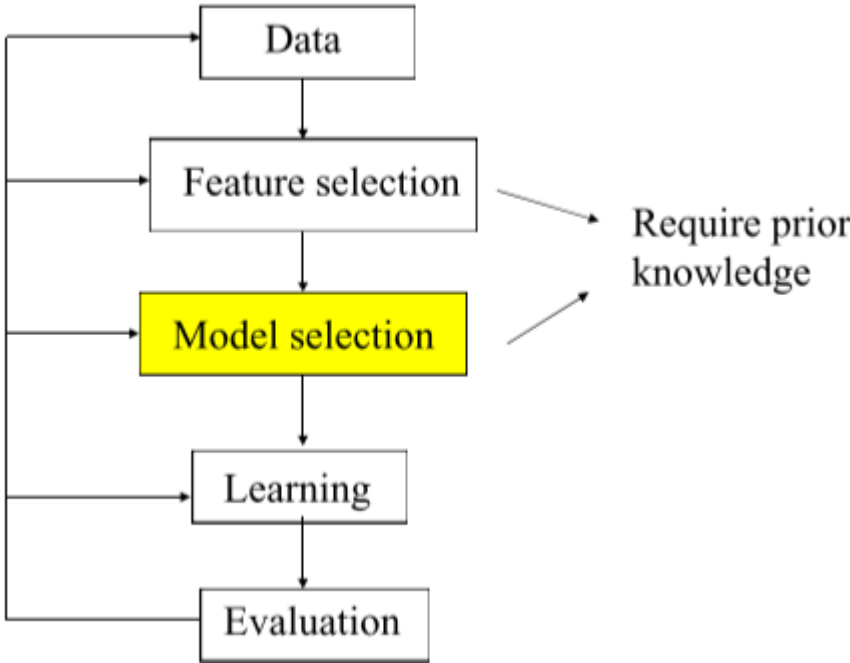 Data
Feature selection
Require prior
knowledge
Model selection
Learning
Evaluation